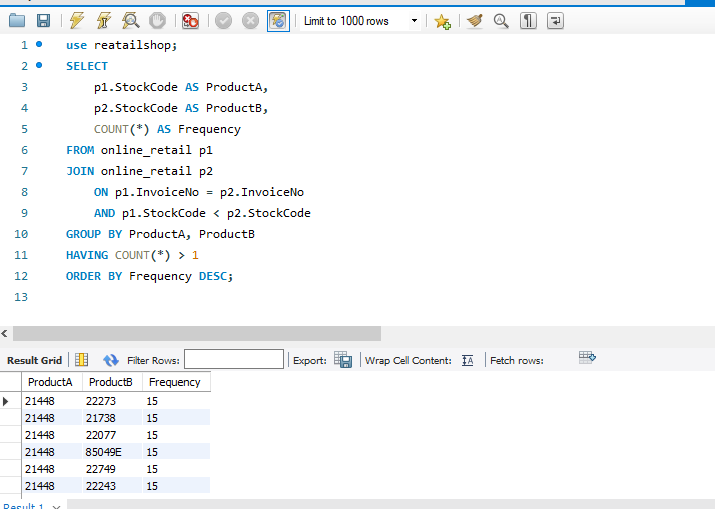 Limit to 1000 rows
1 use reatailshop;
2 SELECT
3 p1.StockCode AS ProductA,
4 p2.StockCode AS ProductB,
5 COUNT(*) AS Frequency
6 FROM online_retail p1
7 JOIN online_retail p2
8 ON p1.InvoiceNo = p2.InvoiceNo
9 AND p1.StockCode < p2.StockCode
10 GROUP BY ProductA, ProductB
11 HAVING COUNT(*) > 1
12 ORDER BY Frequency DESC;
13
Result Grid Filter Rows: Export: Wrap Cell Content: IA Fetch rows:
ProductA ProductB Frequency
21448 22273 15
21448 21738 15
21448 22077 15
21448 85049E 15
21448 22749 15
21448 22243 15
Result 1